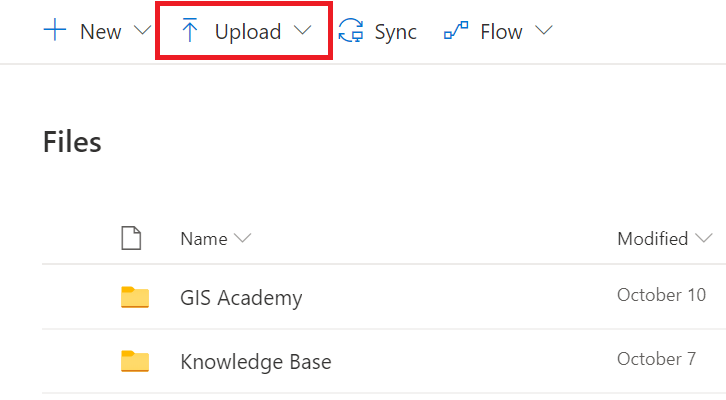 New Upload Sync Flow
Files
Name Modified
GIS Academy October 10
Knowledge Base October 7